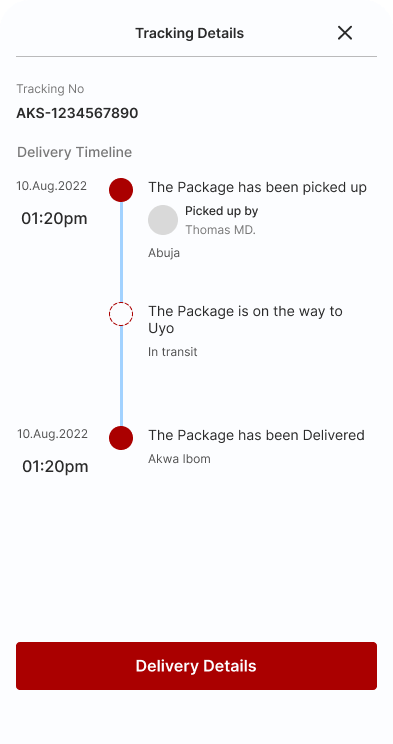 Tracking Details
Tracking No
AKS-1234567890
Delivery Timeline
10.Aug.2022
01:20pm
The Package has been picked up
Picked up by
Thomas MD.
Abuja
The Package is on the way to
Uyo
In transit
10.Aug.2022
01:20pm
The Package has been Delivered
Akwa Ibom
Delivery Details